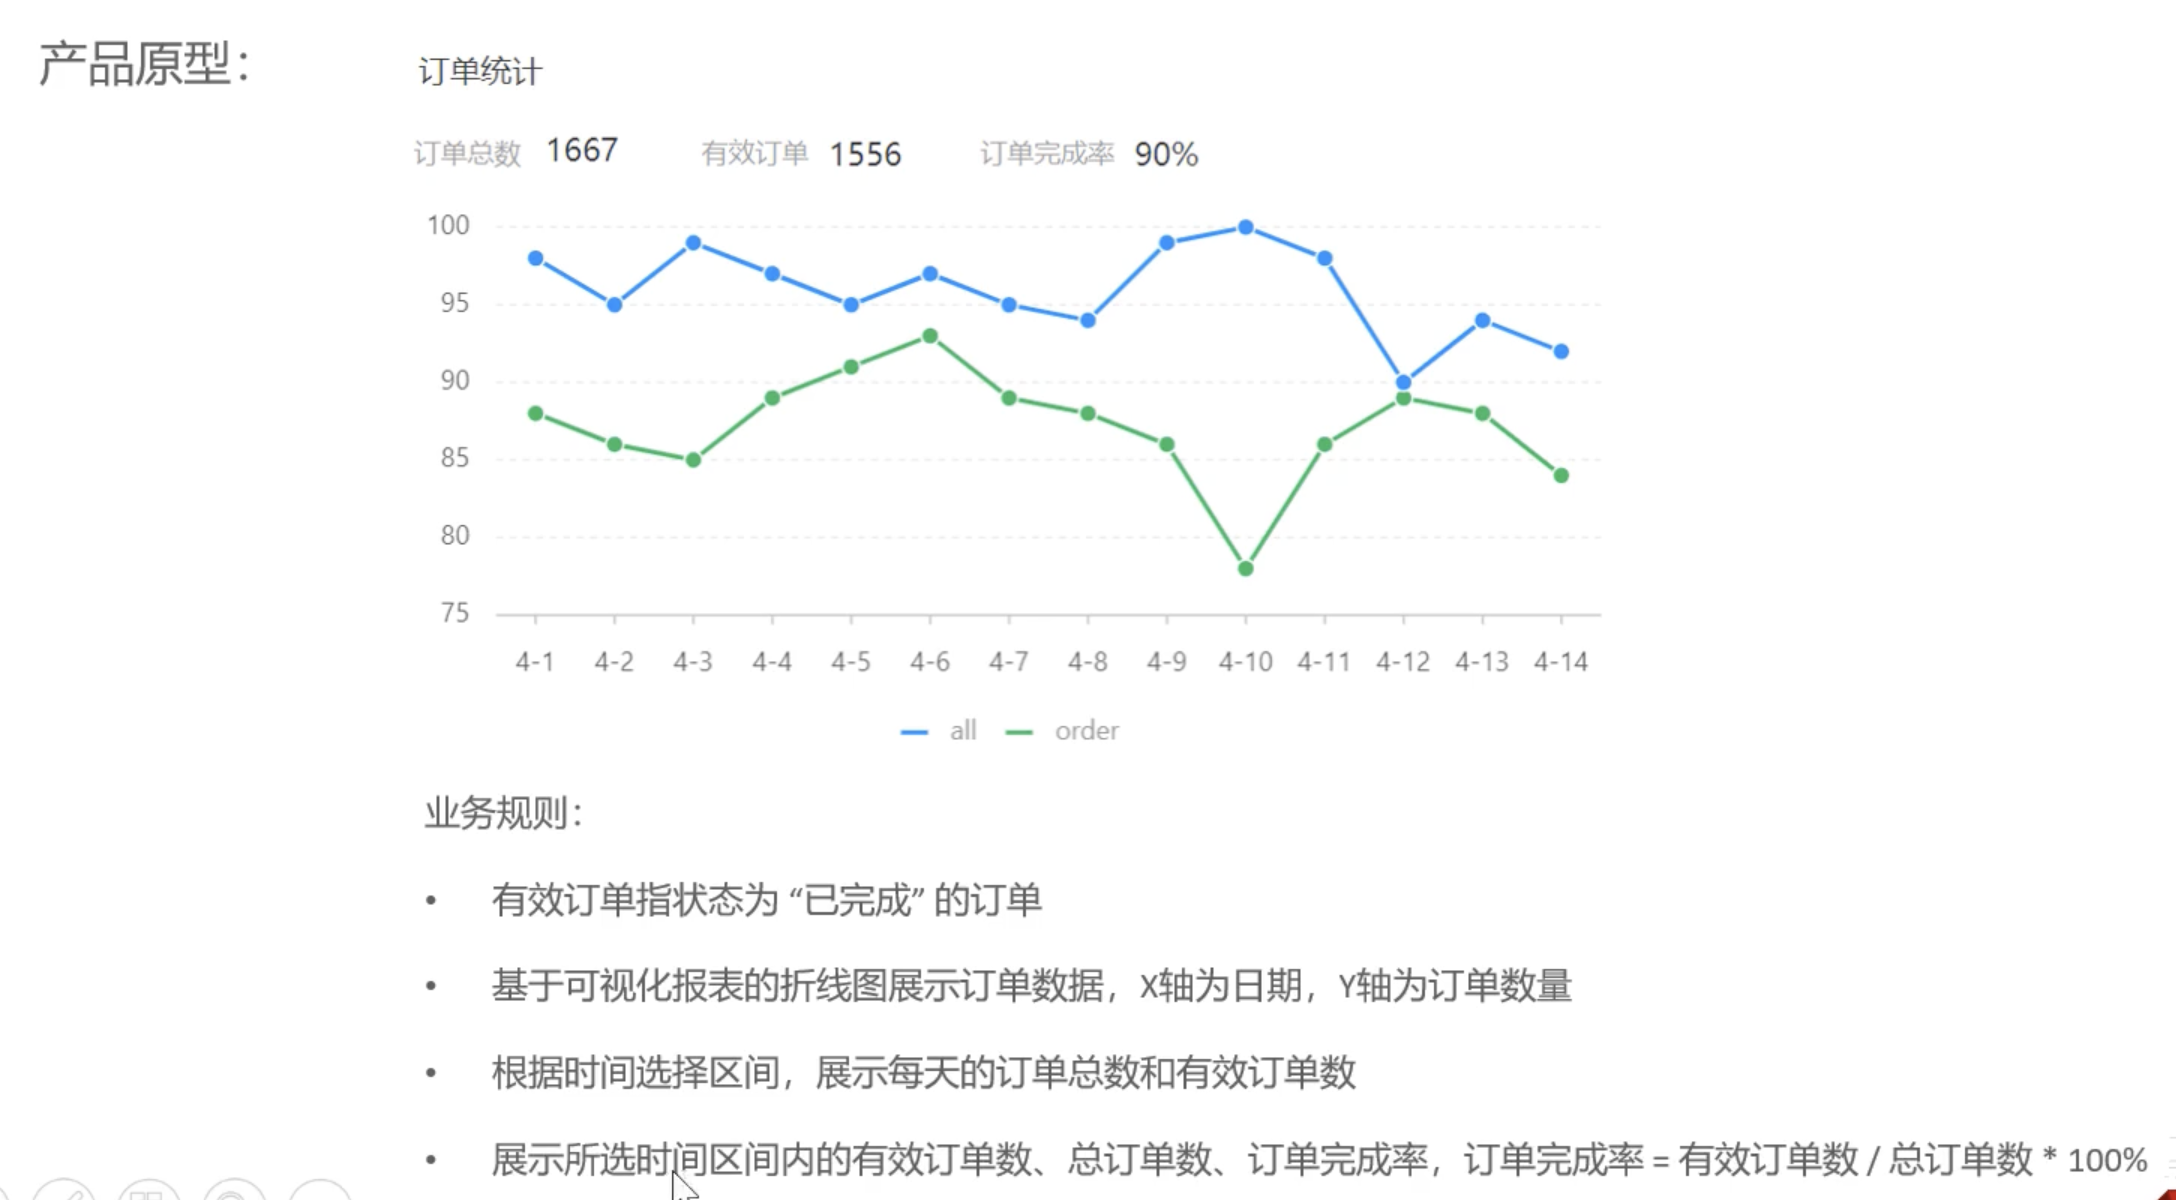 产品原型：
订单统计
订单总数 1667 有效订单 1556 订单完成率 90%
100
95
90
85
80
75
4-1 4-2 4-3 4-4 4-5 4-6 4-7 4-8 4-9 4-10 4-11 4-12 4-13 4-14
all order
业务规则：
• 有效订单指状态为 “已完成” 的订单
• 基于可视化报表的折线图展示订单数据，X轴为日期，Y轴为订单数量
• 根据时间选择区间，展示每天的订单总数和有效订单数
• 展示所选时间区间内的有效订单数、总订单数、订单完成率，订单完成率 = 有效订单数 / 总订单数 * 100%